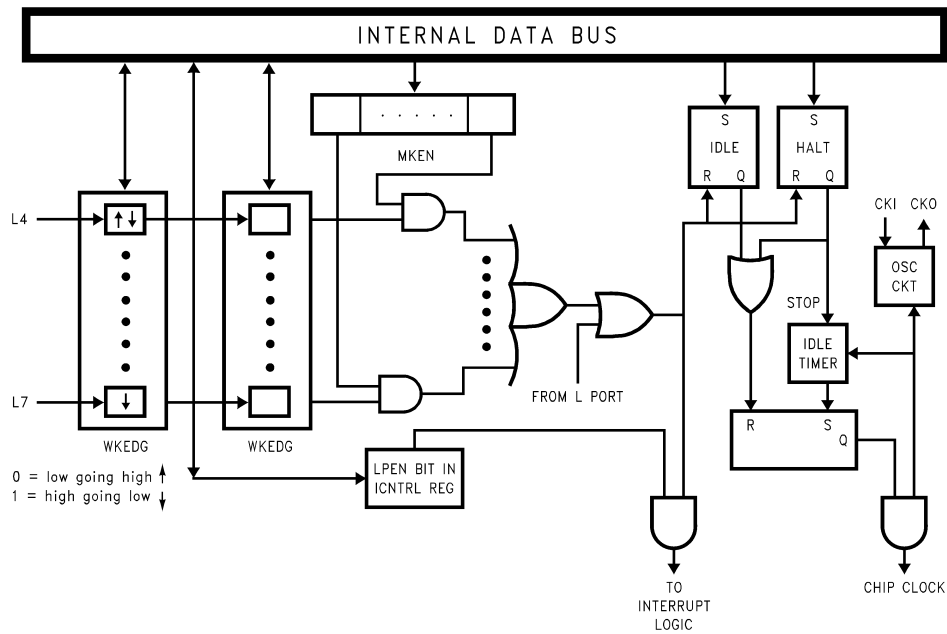 INTERNAL DATA BUS
MKEN
S
IDLE
R Q
S
HALT
R Q
CKI CKO
OSC
CKT
L4
STOP
IDLE
TIMER
FROM L PORT
L7
WKEDG
WKEDG
R S
Q
0 = low going high ↑
1 = high going low ↓
LPEN BIT IN
ICNTRL REG
TO
INTERRUPT
LOGIC
CHIP CLOCK